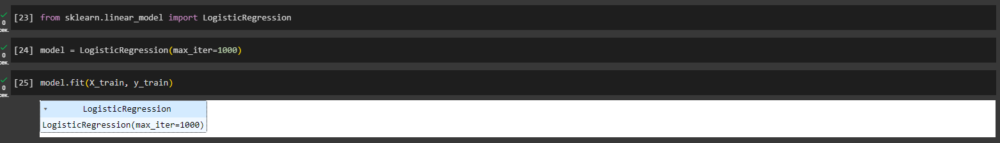 [23] from sklearn.linear_model import LogisticRegression
0
сек.
[24] model = LogisticRegression(max_iter=1000)
0
сек.
[25] model.fit(X_train, y_train)
0
сек.
LogisticRegression
LogisticRegression(max_iter=1000)